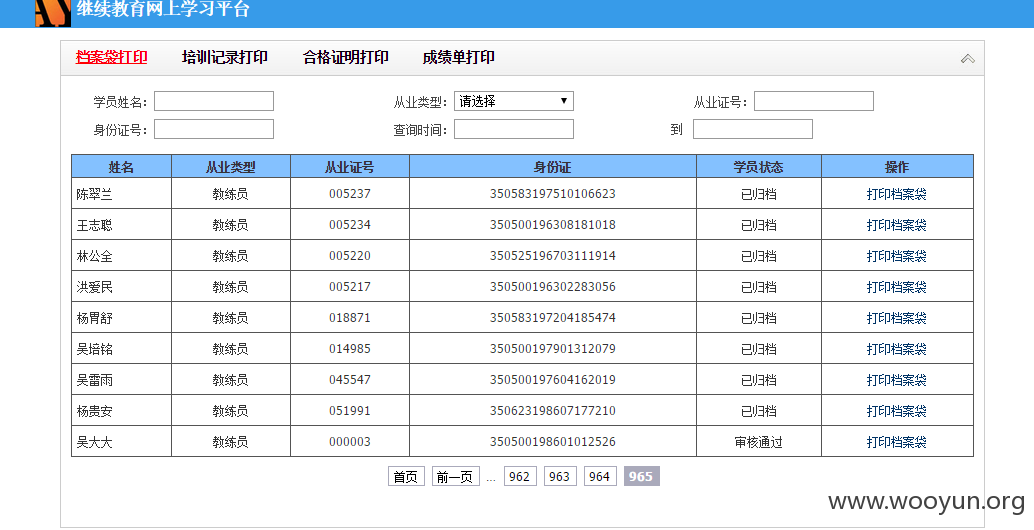 继续教育网上学习平台
档案袋打印 培训记录打印 合格证明打印 成绩单打印
学员姓名: 从业类型: 请选择 从业证号:
身份证号: 查询时间: 到
姓名 从业类型 从业证号 身份证 学员状态 操作
陈翠兰 教练员 005237 350583197510106623 已归档 打印档案袋
王志聪 教练员 005234 350500196308181018 已归档 打印档案袋
林公全 教练员 005220 350525196703111914 已归档 打印档案袋
洪爱民 教练员 005217 350500196302283056 已归档 打印档案袋
杨胃舒 教练员 018871 350583197204185474 已归档 打印档案袋
吴培铭 教练员 014985 350500197901312079 已归档 打印档案袋
吴雷雨 教练员 045547 350500197604162019 已归档 打印档案袋
杨贵安 教练员 051991 350623198607177210 已归档 打印档案袋
吴大大 教练员 000003 350500198601012526 审核通过 打印档案袋
首页 前一页 ... 962 963 964 965
www.wooyun.org